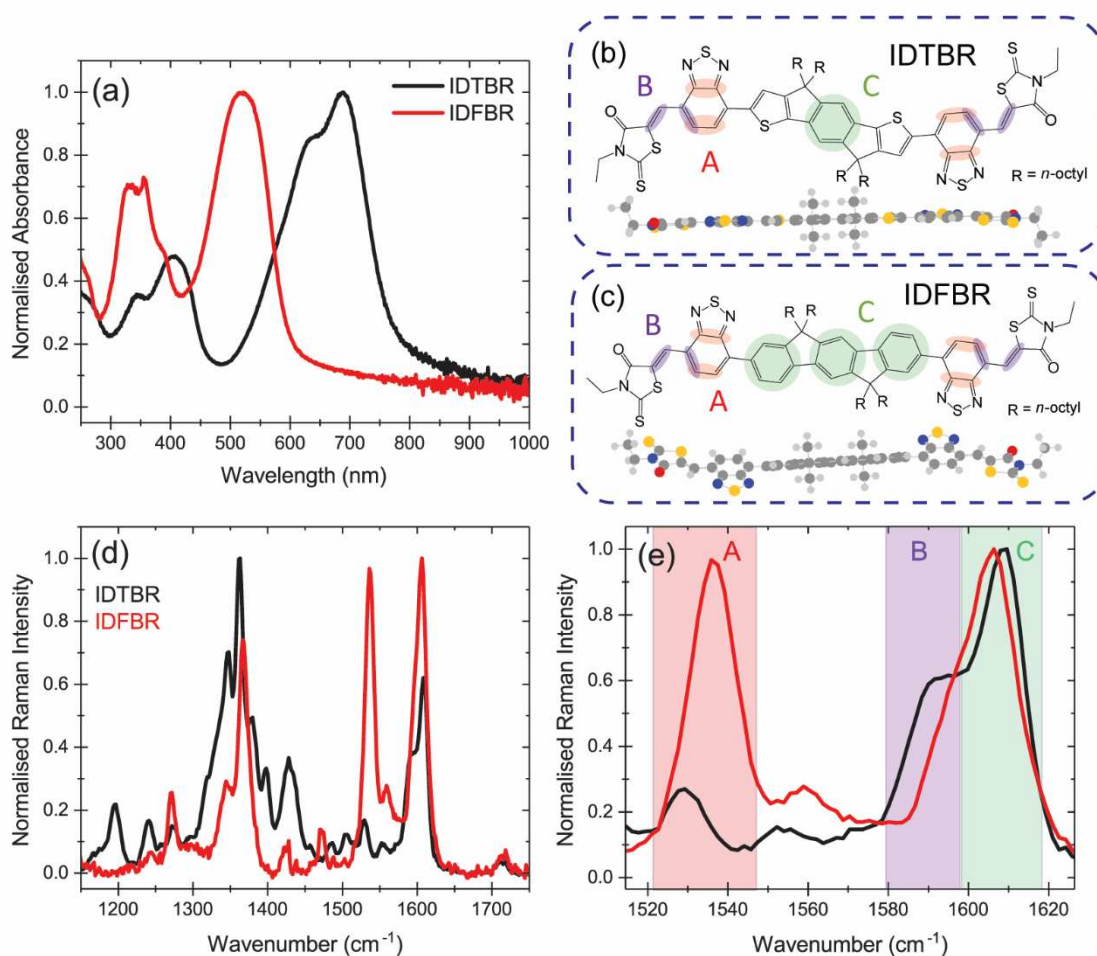 (a)
IDTBR
IDFBR
Normalised Absorbance
1.0
0.8
0.6
0.4
0.2
0.0
300 400 500 600 700 800 900 1000
Wavelength (nm)
(b) IDTBR
B
A
C
N S N
R R
S
S
R R
N S N
O
N
S
S
S
S
N
O
R = n-octyl
(c) IDFBR
B
A
C
N S N
R R
R R
N S N
O
N
S
S
S
S
N
O
R = n-octyl
(d)
IDTBR
IDFBR
Normalised Raman Intensity
1.0
0.8
0.6
0.4
0.2
0.0
1200 1300 1400 1500 1600 1700
Wavenumber (cm⁻¹)
(e) A B C
Normalised Raman Intensity
1.0
0.8
0.6
0.4
0.2
0.0
1520 1540 1560 1580 1600 1620
Wavenumber (cm⁻¹)